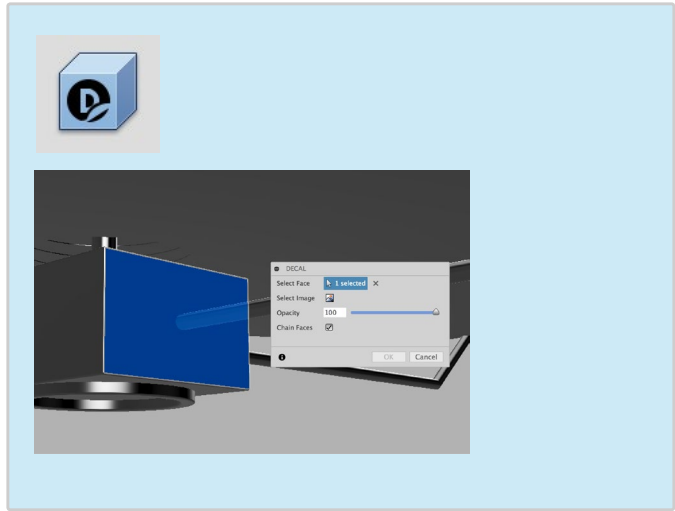 D
DECAL
Select Face 1 selected
Select Image
Opacity 100
Chain Faces
OK Cancel